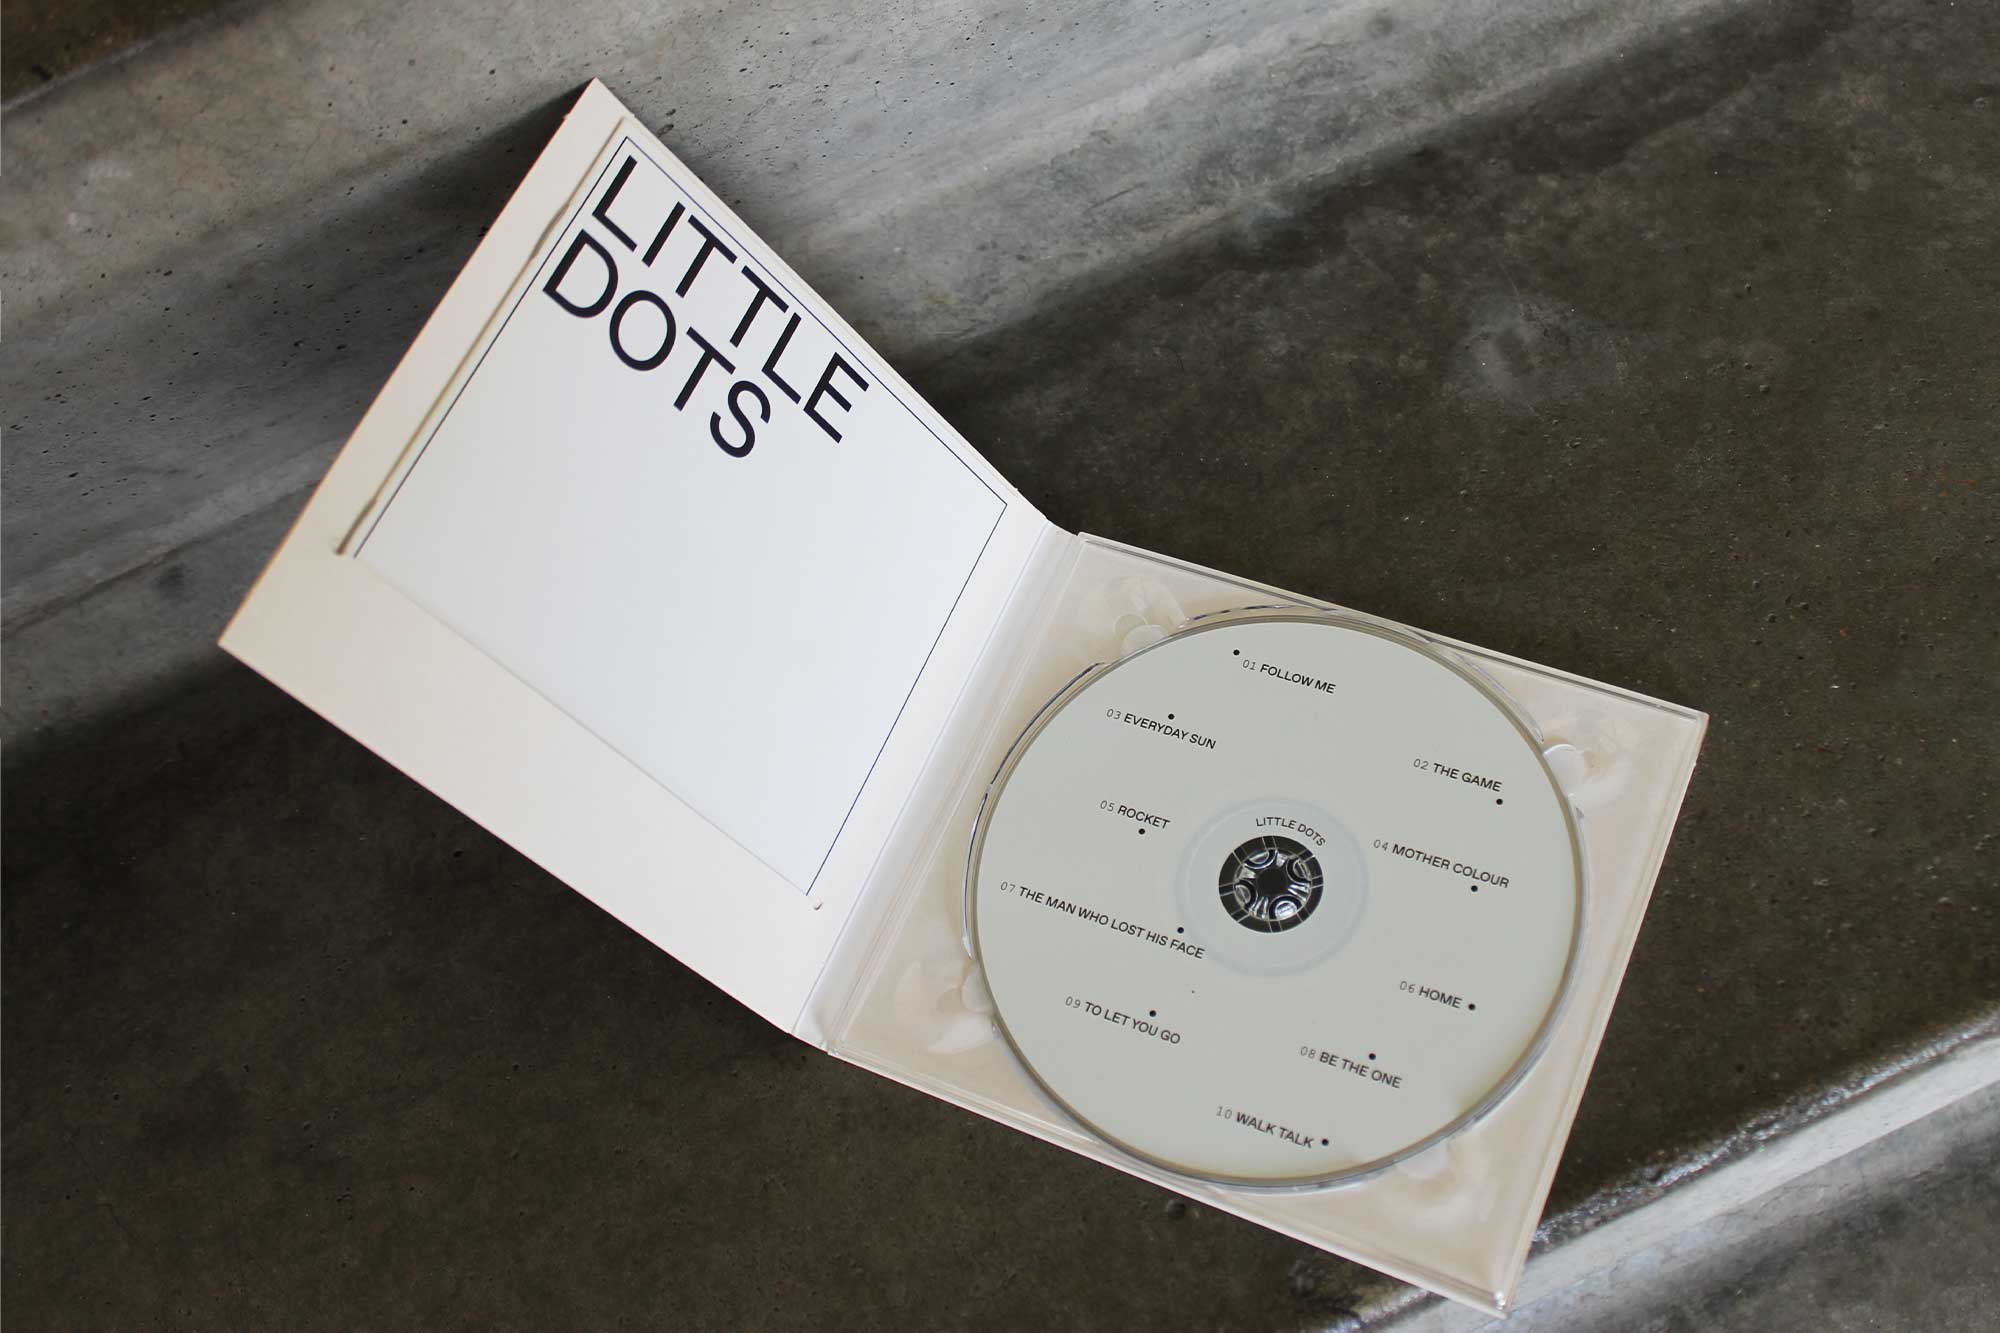 LITTLE
DOTS
01 FOLLOW ME
03 EVERYDAY SUN
02 THE GAME
05 ROCKET
LITTLE DOTS
04 MOTHER COLOUR
07 THE MAN WHO LOST HIS FACE
06 HOME
09 TO LET YOU GO
08 BE THE ONE
10 WALK TALK